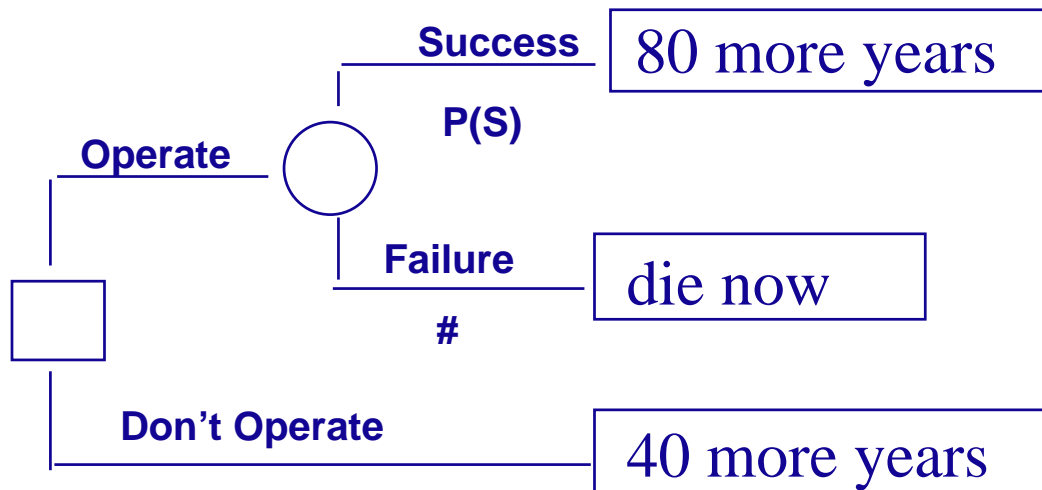 Success
80 more years
P(S)
Operate
Failure
die now
#
Don't Operate
40 more years